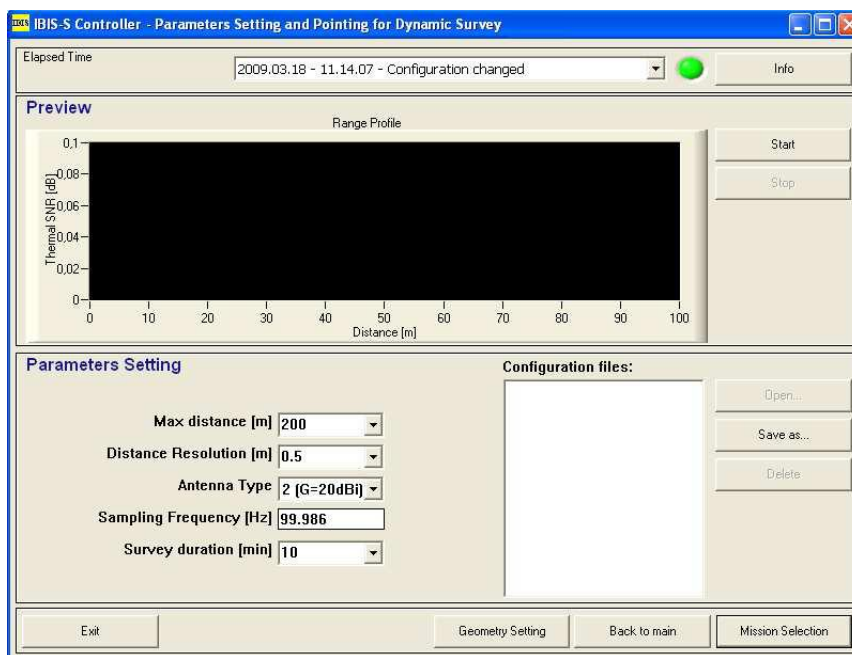 IBIS-S Controller - Parameters Setting and Pointing for Dynamic Survey
Elapsed Time
2009.03.18 - 11.14.07 - Configuration changed
Info
Preview
Range Profile
Thermal SNR [dB]
0,1
0,08
0,06
0,04
0,02
0
0 10 20 30 40 50 60 70 80 90 100
Distance [m]
Start
Stop
Parameters Setting
Max distance [m] 200
Distance Resolution [m] 0.5
Antenna Type 2 (G=20dBi)
Sampling Frequency [Hz] 99.986
Survey duration [min] 10
Configuration files:
Open...
Save as...
Delete
Exit
Geometry Setting
Back to main
Mission Selection